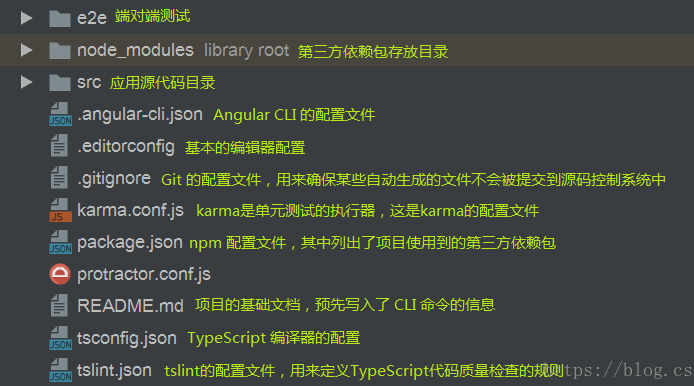 e2e 端对端测试
node_modules library root 第三方依赖包存放目录
src 应用源代码目录
.angular-cli.json Angular CLI 的配置文件
.editorconfig 基本的编辑器配置
.gitignore Git 的配置文件，用来确保某些自动生成的文件不会被提交到源码控制系统中
karma.conf.js karma是单元测试的执行器，这是karma的配置文件
package.json npm 配置文件，其中列出了项目使用到的第三方依赖包
protractor.conf.js
README.md 项目的基础文档，预先写入了 CLI 命令的信息
tsconfig.json TypeScript 编译器的配置
tslint.json tslint的配置文件，用来定义TypeScript代码质量检查的规则 https://blog.cs